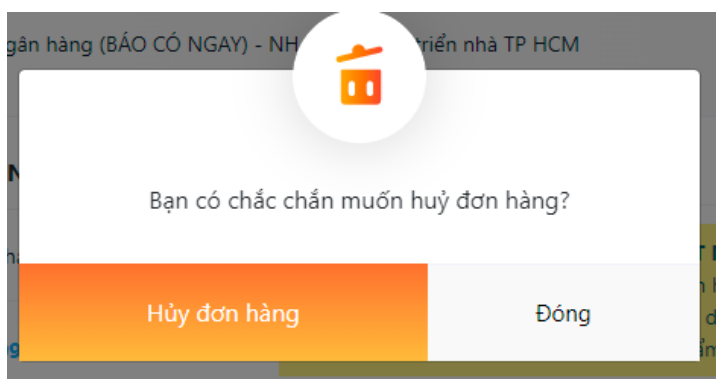 gân hàng (BÁO CÓ NGAY) - NH
triển nhà TP HCM
Bạn có chắc chắn muốn huỷ đơn hàng?
Hủy đơn hàng
Đóng